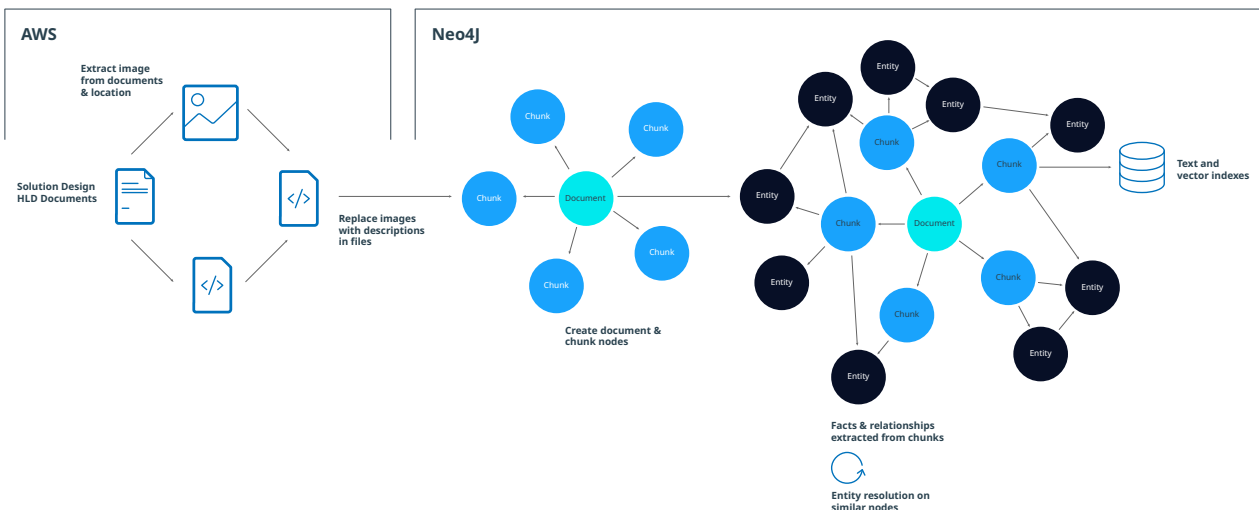 AWS
Neo4J
Extract image
from documents
& location
Solution Design
HLD Documents
</>
</>
Replace images
with descriptions
in files
Chunk
Chunk
Chunk
Document
Chunk
Chunk
Create document &
chunk nodes
Entity
Entity
Entity
Entity
Chunk
Chunk
Entity
Chunk
Document
Entity
Chunk
Entity
Chunk
Entity
Entity
Text and
vector indexes
Facts & relationships
extracted from chunks
Entity resolution on
similar nodes